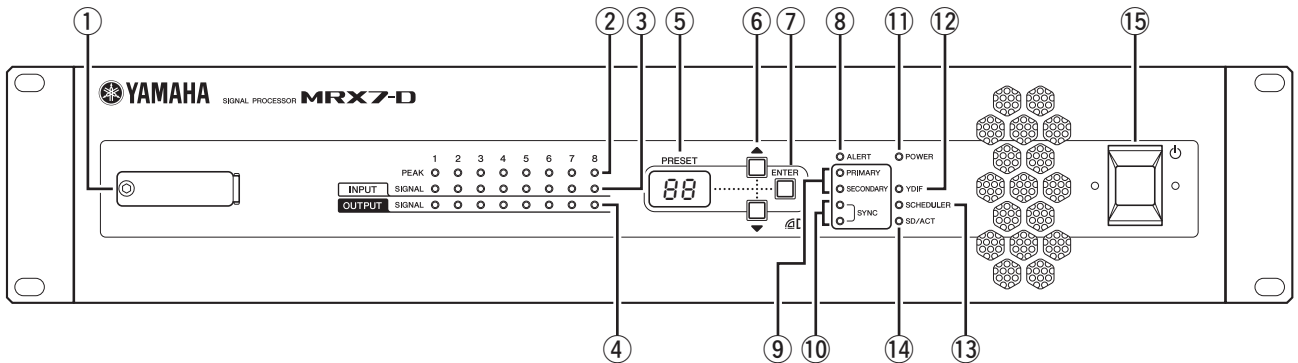 ① ② ③ ⑤ ⑥ ⑦ ⑧ ⑪ ⑫ ⑮
YAMAHA SIGNAL PROCESSOR MRX7-D
1 2 3 4 5 6 7 8
PEAK
INPUT SIGNAL
OUTPUT SIGNAL
PRESET
88
ENTER
ALERT
PRIMARY
SECONDARY
SYNC
POWER
YDIF
SCHEDULER
SD/ACT
④ ⑨ ⑩ ⑭ ⑬